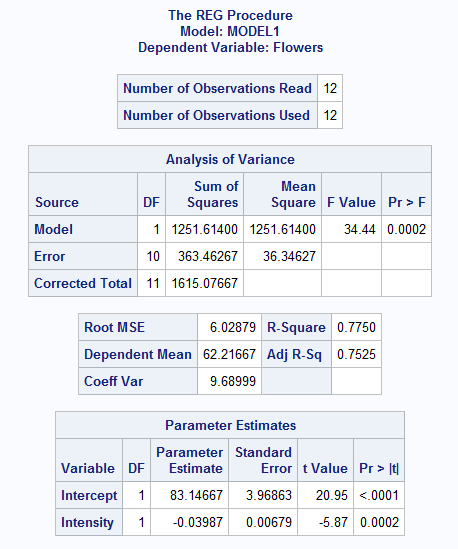 The REG Procedure
Model: MODEL1
Dependent Variable: Flowers
Number of Observations Read 12
Number of Observations Used 12
Analysis of Variance
Source DF Sum of Squares Mean Square F Value Pr > F
Model 1 1251.61400 1251.61400 34.44 0.0002
Error 10 363.46267 36.34627
Corrected Total 11 1615.07667
Root MSE 6.02879 R-Square 0.7750
Dependent Mean 62.21667 Adj R-Sq 0.7525
Coeff Var 9.68999
Parameter Estimates
Variable DF Parameter Estimate Standard Error t Value Pr > |t|
Intercept 1 83.14667 3.96863 20.95 <.0001
Intensity 1 -0.03987 0.00679 -5.87 0.0002